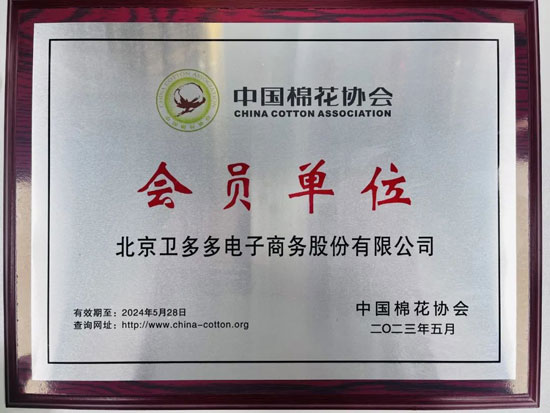 中国棉花协会
CHINA COTTON ASSOCIATION
会员单位
北京卫多多电子商务股份有限公司
有效期至：2024年5月28日
查询网址：http://www.china-cotton.org
中国棉花协会
二〇二三年五月